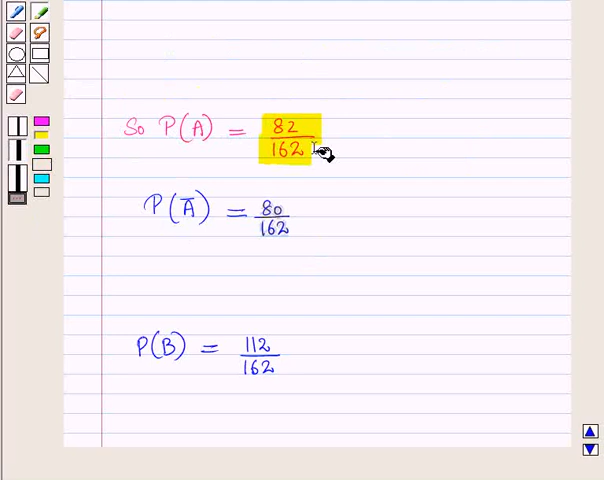 So P(A) = 82/162
P(Ā) = 80/162
P(B) = 112/162